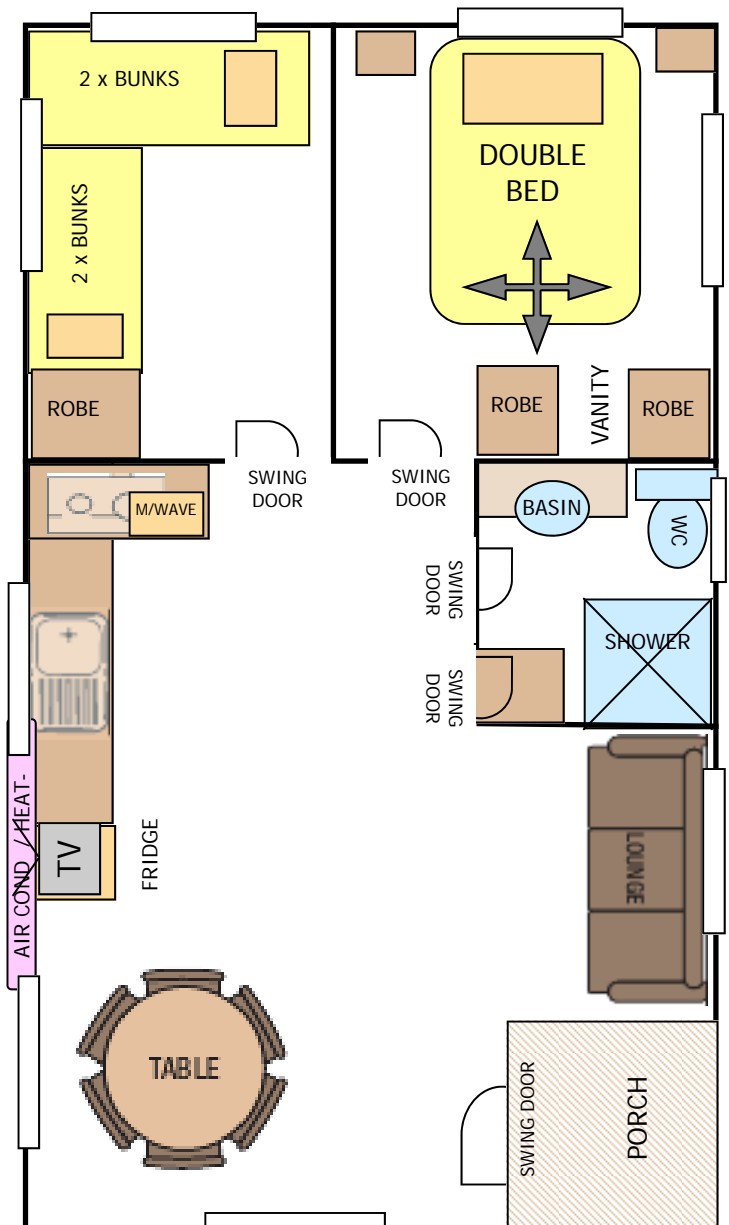 2 x BUNKS
DOUBLE
BED
2 x BUNKS
ROBE
ROBE
VANITY
ROBE
SWING
DOOR
SWING
DOOR
M/WAVE
BASIN
WC
SWING
DOOR
SHOWER
SWING
DOOR
AIR COND / HEAT-
TV
FRIDGE
LOUNGE
TABLE
SWING DOOR
PORCH